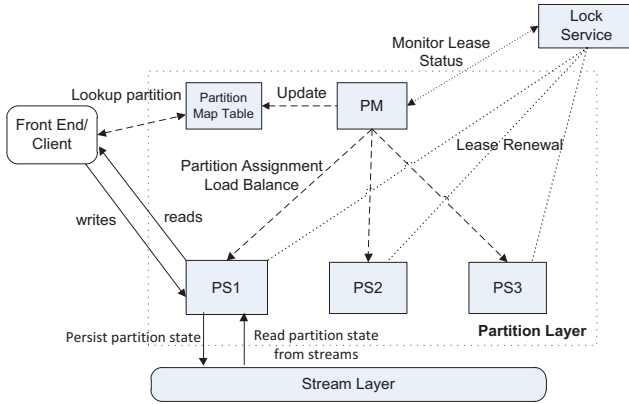 Lock
Service
Monitor Lease
Status
Lookup partition
Partition
Map Table
Update
PM
Front End/
Client
Partition Assignment
Load Balance
Lease Renewal
writes
reads
PS1
PS2
PS3
Partition Layer
Persist partition state
Read partition state
from streams
Stream Layer